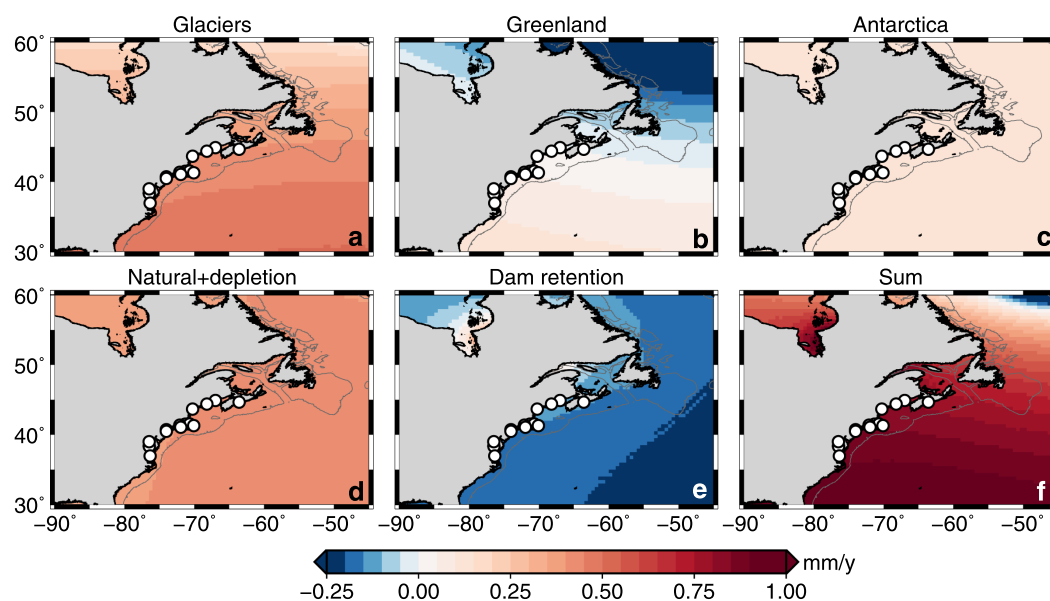 Glaciers Greenland Antarctica
60˚
50˚
40˚
30˚
a b c
Natural+depletion Dam retention Sum
60˚
50˚
40˚
30˚
d e f
−90˚ −80˚ −70˚ −60˚ −90˚ −80˚ −70˚ −60˚ −50˚ −90˚ −80˚ −70˚ −60˚ −50˚
mm/y
−0.25 0.00 0.25 0.50 0.75 1.00